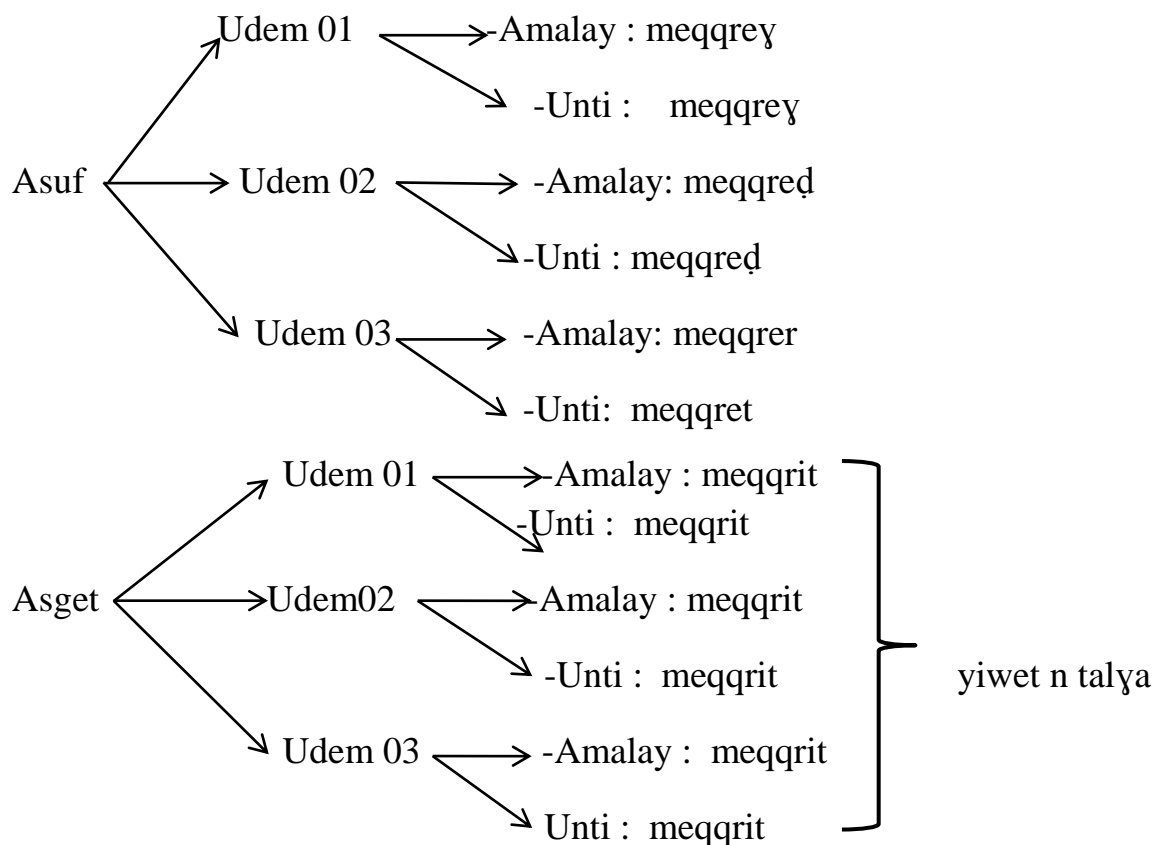 Udem 01 -Amalay : meqqreɣ
-Unti : meqqreɣ
Asuf Udem 02 -Amalay: meqqreḍ
-Unti : meqqreḍ
Udem 03 -Amalay: meqqrer
-Unti: meqqret
Udem 01 -Amalay : meqqrit
-Unti : meqqrit
Asget Udem02 -Amalay : meqqrit
-Unti : meqqrit yiwet n talɣa
Udem 03 -Amalay : meqqrit
Unti : meqqrit